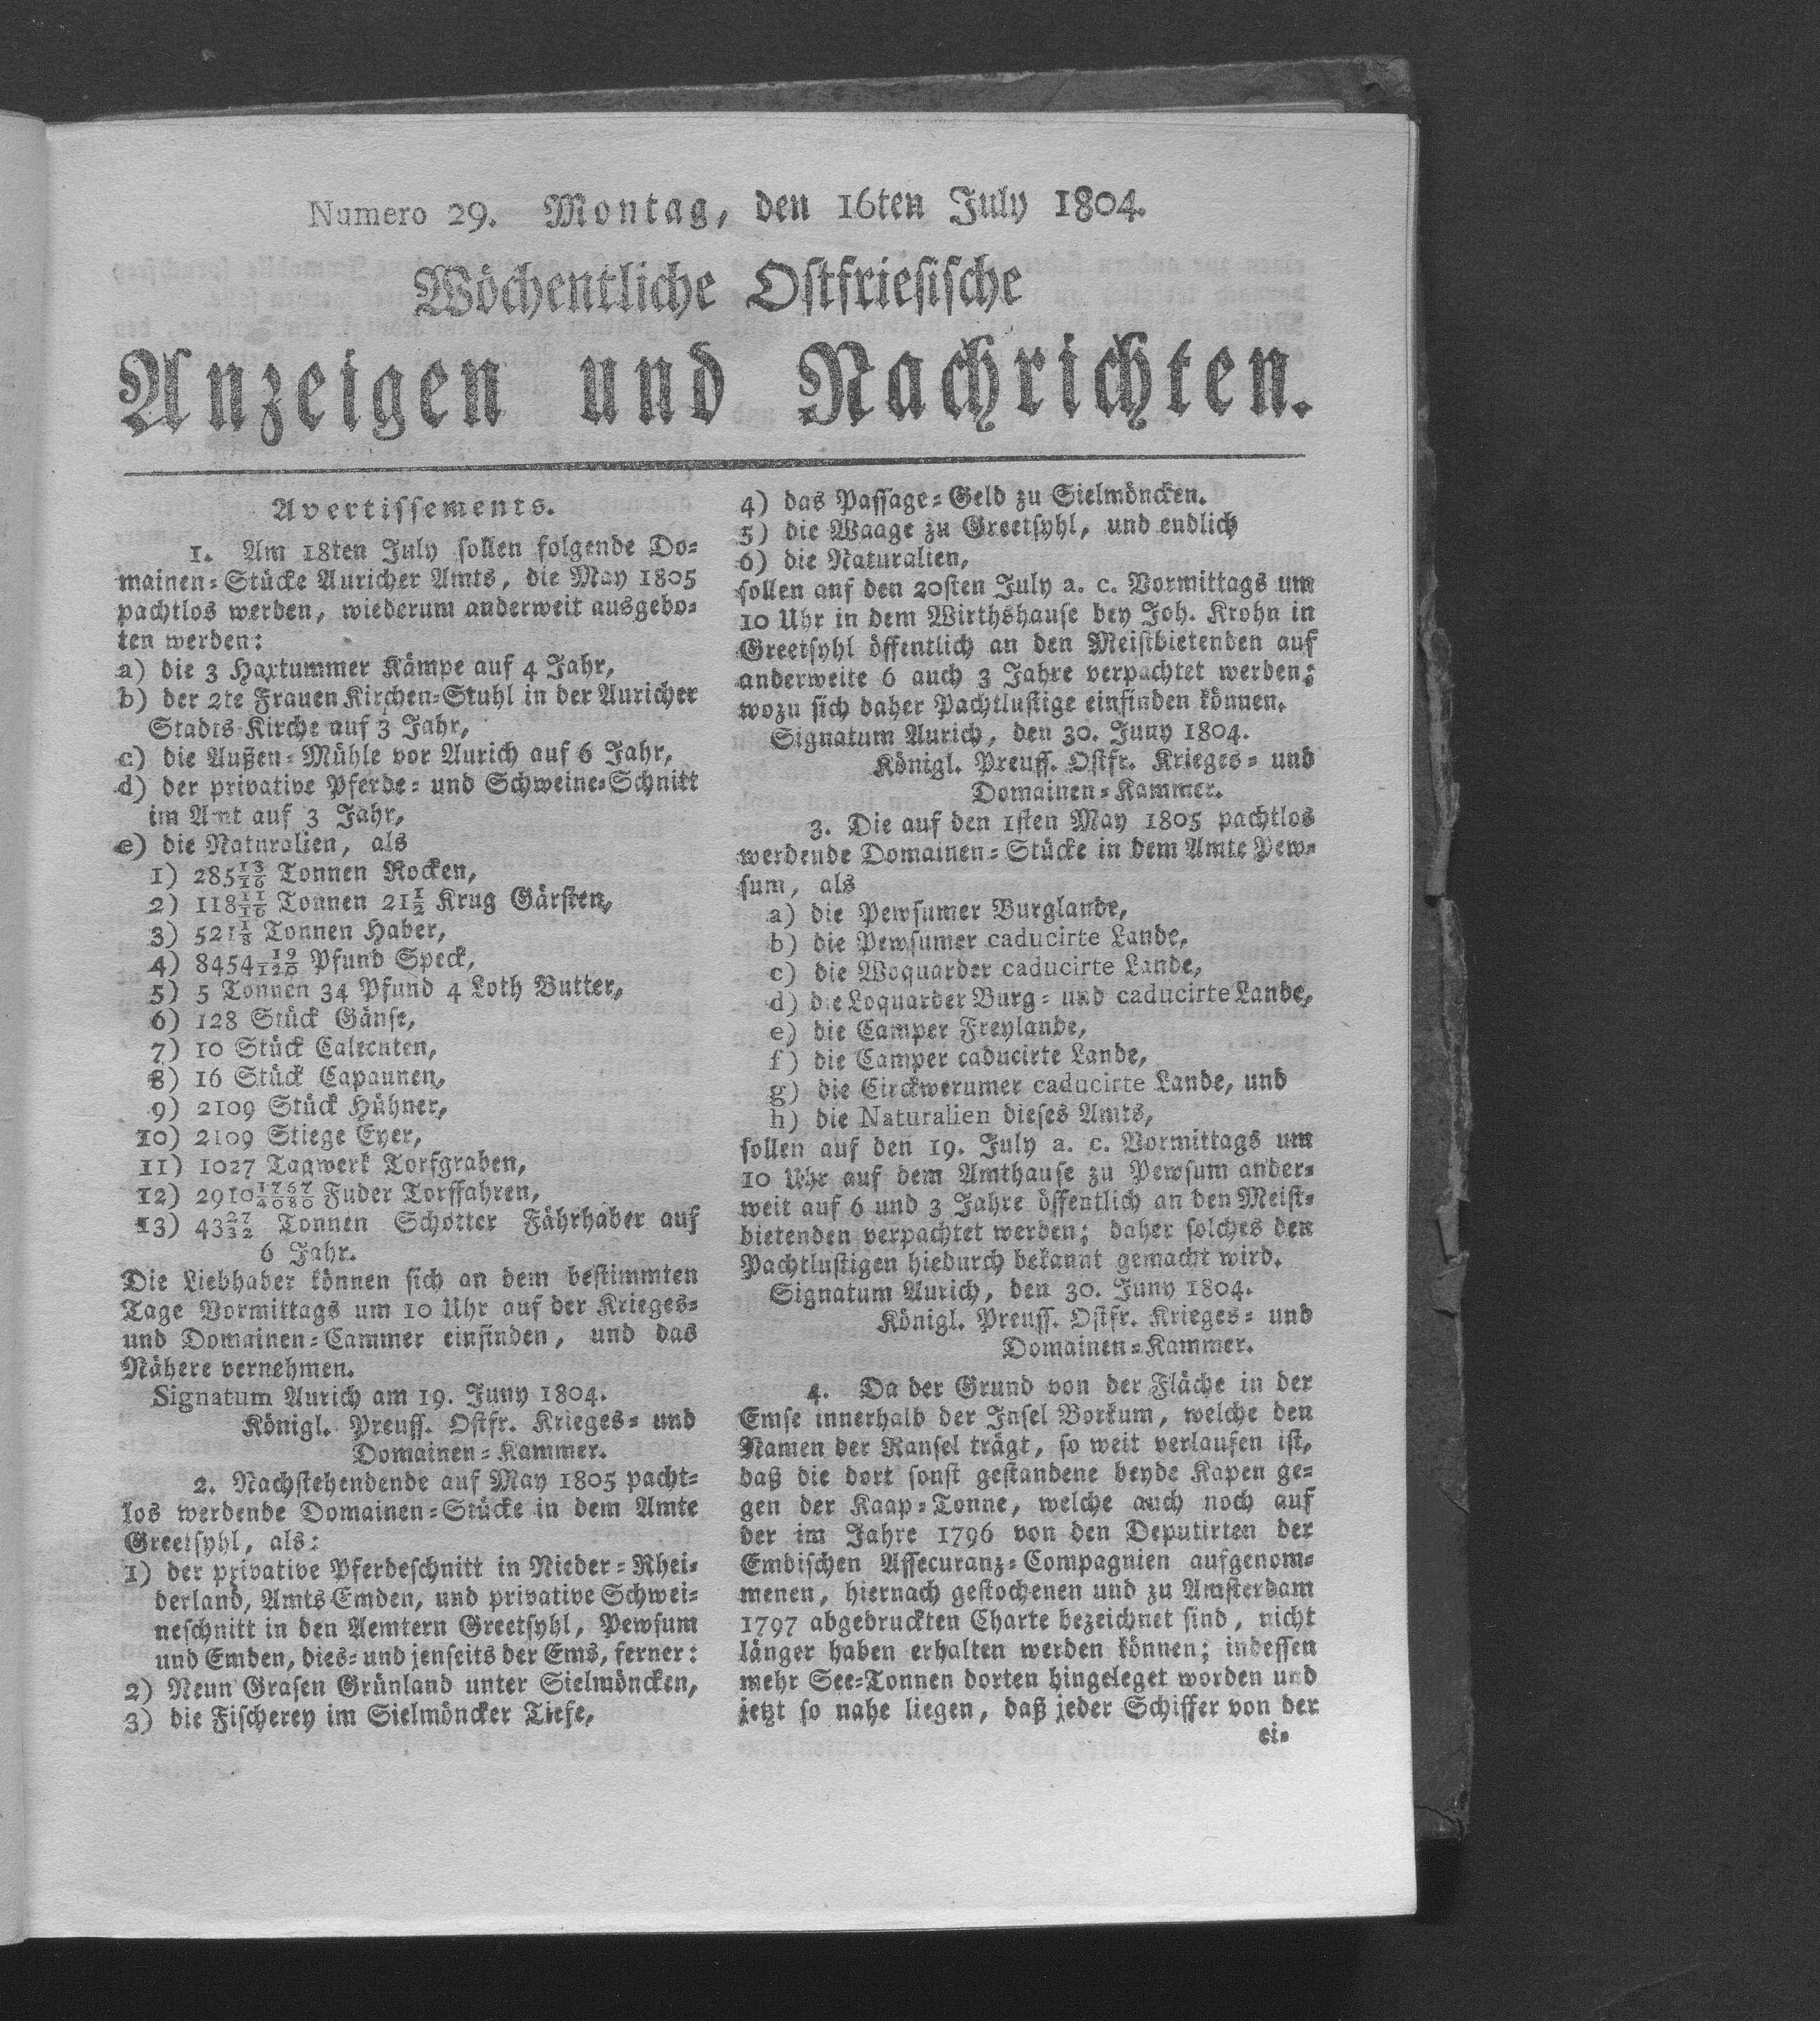 Numero 29. Montag, den 16ten July 1804.
Wöchentliche Ostfriesische
Anzeigen und Nachrichten.
Avertissements.
1. Am 18ten July sollen folgende Do=
mainen=Stücke Auricher Amts, die May 1805
pachtlos werden, wiederum anderweit ausgebo=
ten werden:
a) die 3 Haxtummer Kämpe auf 4 Jahr,
b) der 2te Frauen Kirchen=Stuhl in der Auricher
Stadts=Kirche auf 3 Jahr,
c) die Außen=Mühle vor Aurich auf 6 Jahr,
d) der privative Pferde= und Schweine=Schnitt
im Amt auf 3 Jahr,
e) die Naturalien, als
1) 285 13/16 Tonnen Rocken,
2) 118 11/16 Tonnen 21 1/2 Krug Gärsten,
3) 521 1/8 Tonnen Haber,
4) 8454 19/120 Pfund Speck,
5) 5 Tonnen 34 Pfund 4 Loth Butter,
6) 128 Stück Gänse,
7) 10 Stück Calecuten,
8) 16 Stück Capaunen,
9) 2109 Stück Hühner,
10) 2109 Stiege Eyer,
11) 1027 Tagwerk Torfgraben,
12) 2910 1767/4080 Fuder Torffahren,
13) 43 27/32 Tonnen Schotter Fährhaber auf
6 Jahr.
Die Liebhaber können sich an dem bestimmten
Tage Vormittags um 10 Uhr auf der Krieges=
und Domainen=Cammer einfinden, und das
Nähere vernehmen.
Signatum Aurich am 19. Juny 1804.
Königl. Preuss. Ostfr. Krieges= und
Domainen=Kammer.
2. Nachstehendende auf May 1805 pacht=
los werdende Domainen=Stücke in dem Amte
Greetsyhl, als:
1) der privative Pferdeschnitt in Nieder=Rhei=
derland, Amts Emden, und privative Schwei=
neschnitt in den Aemtern Greetsyhl, Pewsum
und Emden, dies= und jenseits der Ems, ferner:
2) Neun Grasen Grünland unter Sielmöncken,
3) die Fischerey im Sielmöncker Tiefe,
4) das Passage=Geld zu Sielmöncken.
5) die Waage zu Greetsyhl, und endlich
6) die Naturalien,
sollen auf den 20sten July a. c. Vormittags um
10 Uhr in dem Wirthshause bey Joh. Krohn in
Greetsyhl öffentlich an den Meistbietenden auf
anderweite 6 auch 3 Jahre verpachtet werden;
wozu sich daher Pachtlustige einfinden können.
Signatum Aurich, den 30. Juny 1804.
Königl. Preuss. Ostfr. Krieges= und
Domainen=Kammer.
3. Die auf den 1sten May 1805 pachtlos
werdende Domainen=Stücke in dem Amte Pew=
sum, als
a) die Pewsumer Burglande,
b) die Pewsumer caducirte Lande,
c) die Woquarder caducirte Lande,
d) die Loquarder Burg= und caducirte Lande,
e) die Camper Freylande,
f) die Camper caducirte Lande,
g) die Circkwerumer caducirte Lande, und
h) die Naturalien dieses Amts,
sollen auf den 19. July a. c. Vormittags um
10 Uhr auf dem Amthause zu Pewsum ander=
weit auf 6 und 3 Jahre öffentlich an den Meist=
bietenden verpachtet werden; daher solches den
Pachtlustigen hiedurch bekannt gemacht wird.
Signatum Aurich, den 30. Juny 1804.
Königl. Preuss. Ostfr. Krieges= und
Domainen=Kammer.
4. Da der Grund von der Fläche in der
Emse innerhalb der Insel Borkum, welche den
Namen der Ransel trägt, so weit verlaufen ist,
daß die dort sonst gestandene beyde Kapen ge=
gen der Kaap=Tonne, welche auch noch auf
der im Jahre 1796 von den Deputirten der
Embischen Assecuranz=Compagnien aufgenom=
menen, hiernach gestochenen und zu Amsterdam
1797 abgedruckten Charte bezeichnet sind, nicht
länger haben erhalten werden können; indessen
mehr See=Tonnen dorten hingeleget worden und
jetzt so nahe liegen, daß jeder Schiffer von der
ei=